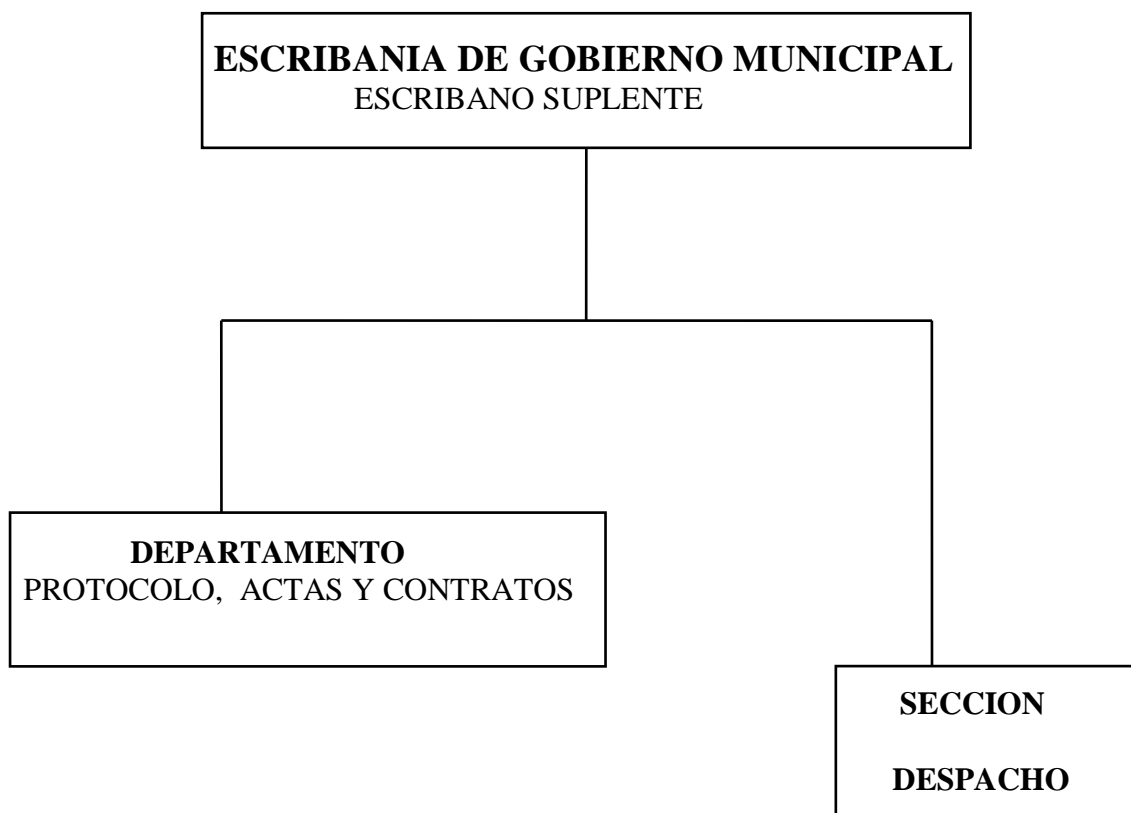 ESCRIBANIA DE GOBIERNO MUNICIPAL
ESCRIBANO SUPLENTE
DEPARTAMENTO
PROTOCOLO, ACTAS Y CONTRATOS
SECCION
DESPACHO